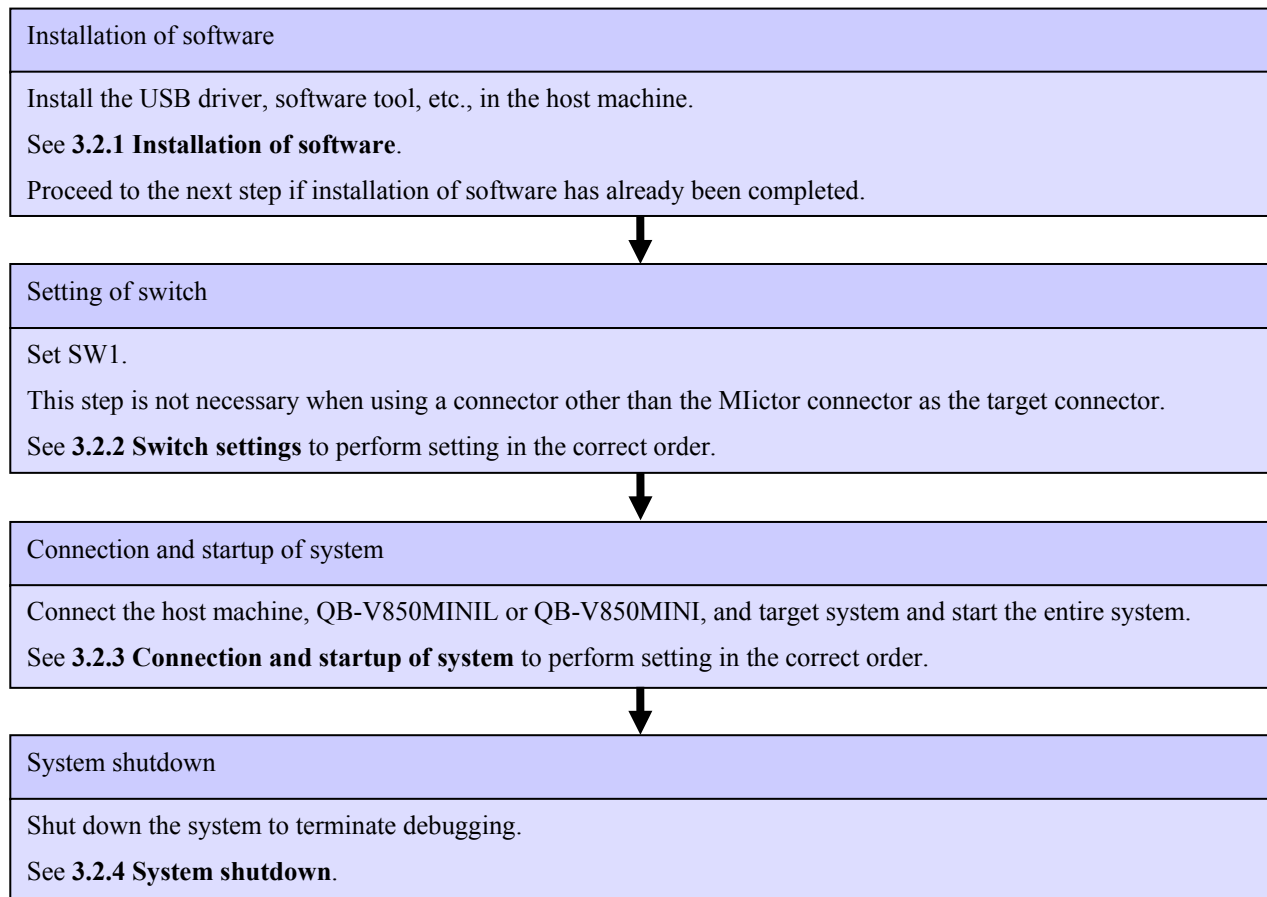 Installation of software
Install the USB driver, software tool, etc., in the host machine.
See 3.2.1 Installation of software.
Proceed to the next step if installation of software has already been completed.
Setting of switch
Set SW1.
This step is not necessary when using a connector other than the MIictor connector as the target connector.
See 3.2.2 Switch settings to perform setting in the correct order.
Connection and startup of system
Connect the host machine, QB-V850MINIL or QB-V850MINI, and target system and start the entire system.
See 3.2.3 Connection and startup of system to perform setting in the correct order.
System shutdown
Shut down the system to terminate debugging.
See 3.2.4 System shutdown.